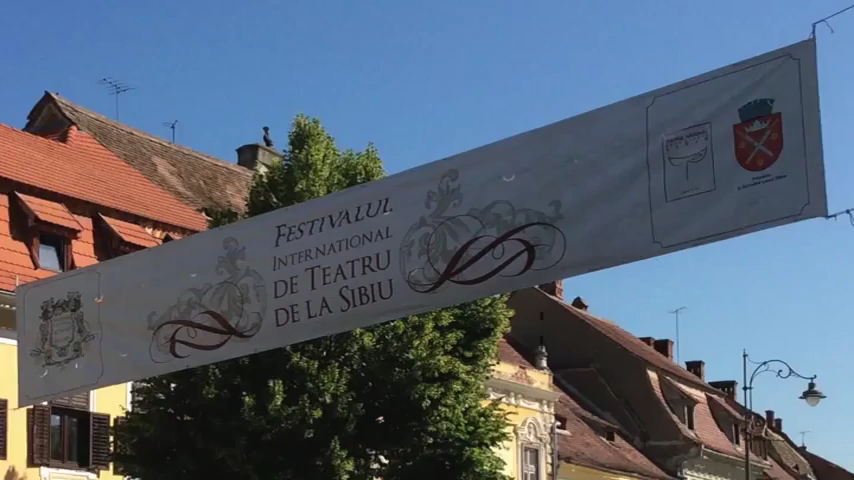 FESTIVALUL
INTERNATIONAL
DE TEATRU
DE LA SIBIU